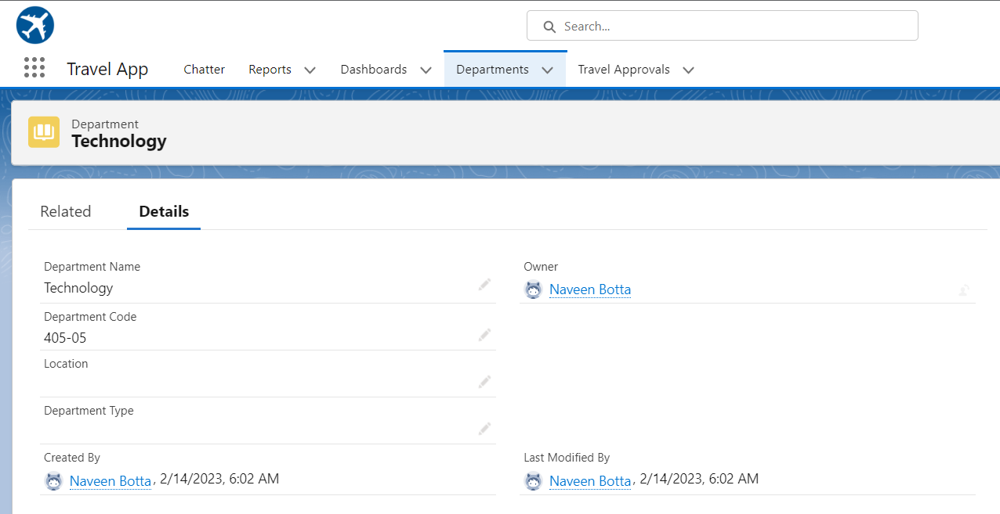 Search...
Travel App Chatter Reports Dashboards Departments Travel Approvals
Department
Technology
Related Details
Department Name
Technology
Owner
Naveen Botta
Department Code
405-05
Location
Department Type
Created By
Naveen Botta, 2/14/2023, 6:02 AM
Last Modified By
Naveen Botta, 2/14/2023, 6:02 AM